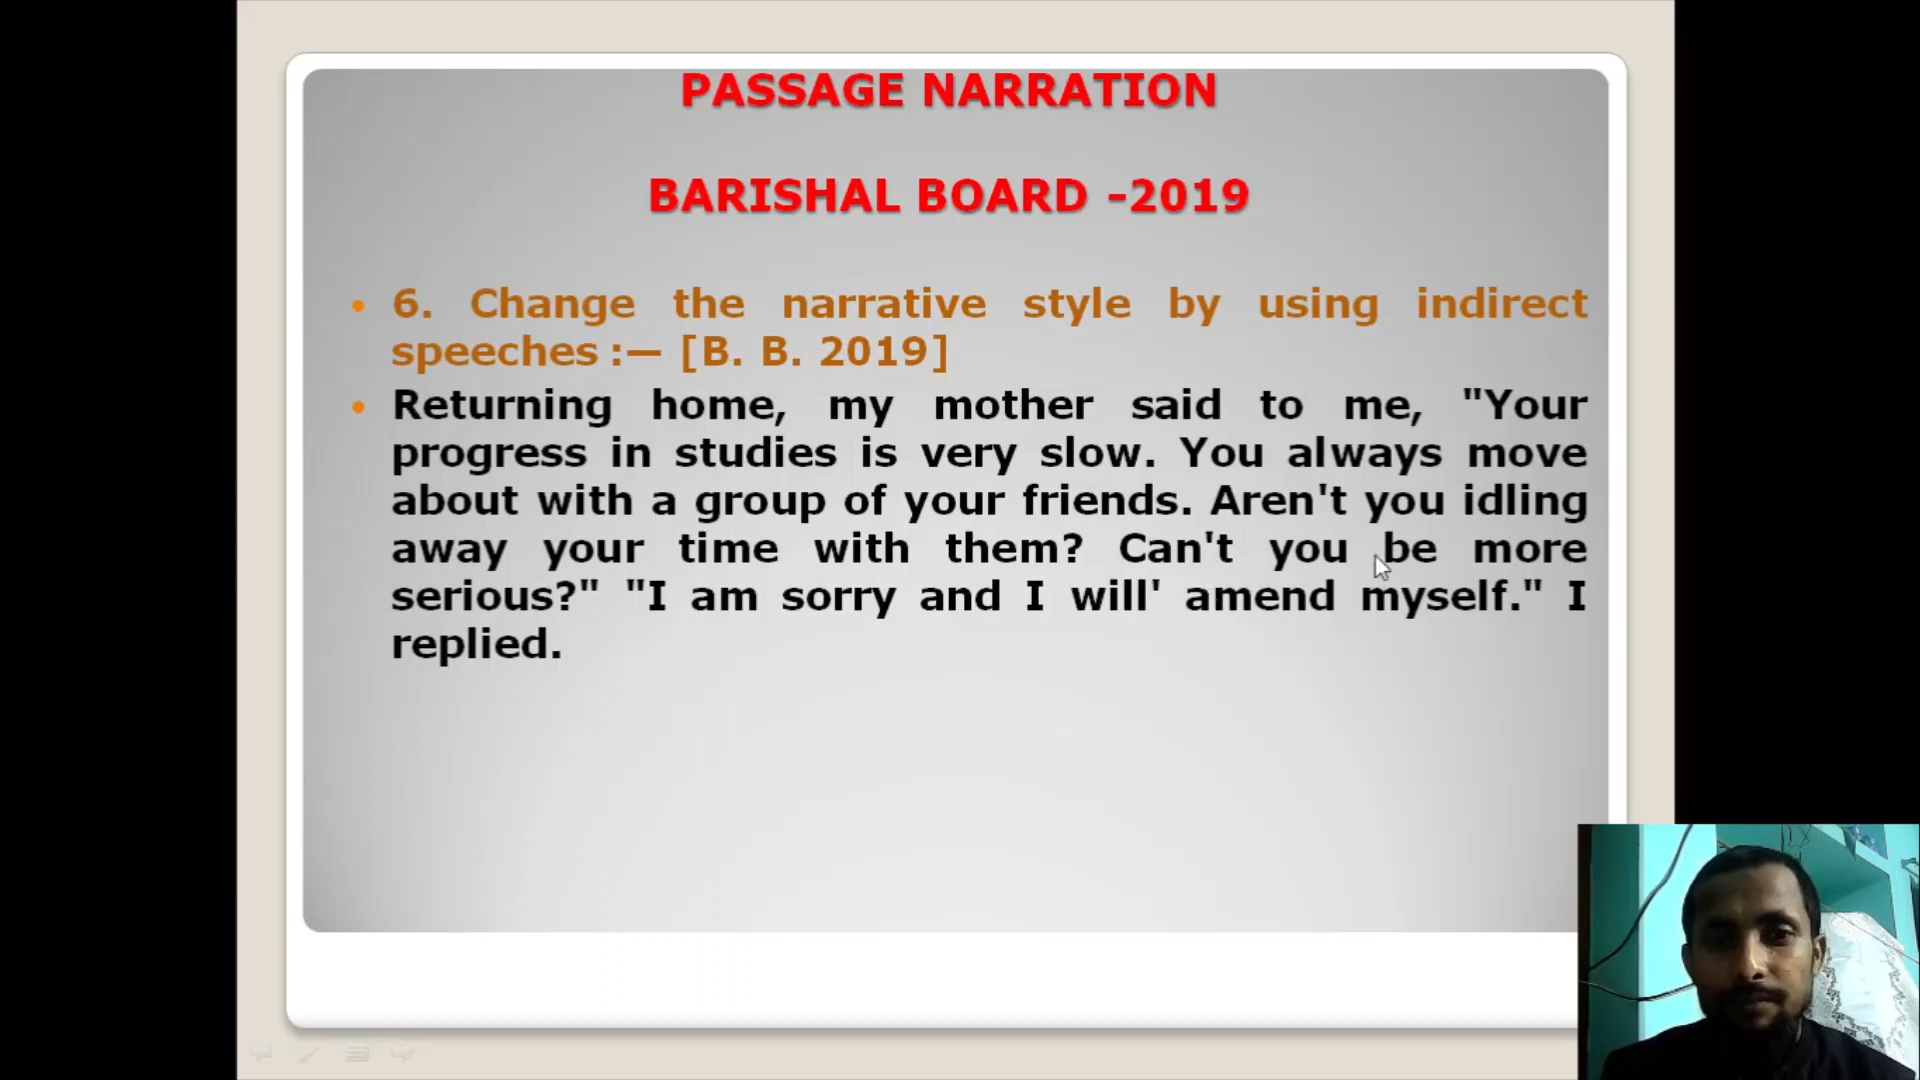 PASSAGE NARRATION
BARISHAL BOARD -2019
6. Change the narrative style by using indirect
speeches :— [B. B. 2019]
Returning home, my mother said to me, "Your
progress in studies is very slow. You always move
about with a group of your friends. Aren't you idling
away your time with them? Can't you be more
serious?" "I am sorry and I will' amend myself." I
replied.